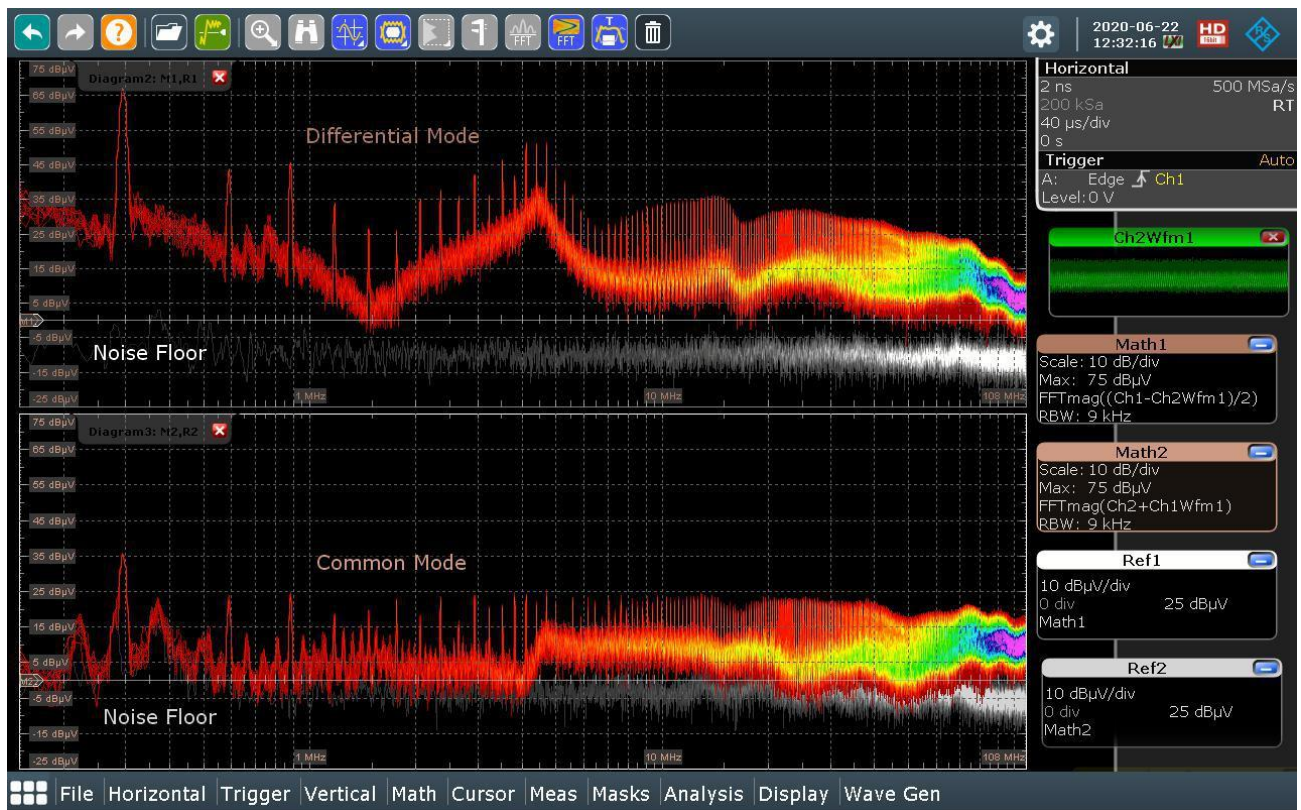 FFT
FFT
T
2020-06-22
12:32:16
HD
R&S
75 dBµV
Diagram2: M1,R1
65 dBµV
Differential Mode
55 dBµV
45 dBµV
35 dBµV
25 dBµV
15 dBµV
5 dBµV
M1
-5 dBµV
Noise Floor
-15 dBµV
-25 dBµV
1 MHz
10 MHz
108 MHz
75 dBµV
Diagram3: M2,R2
65 dBµV
55 dBµV
45 dBµV
35 dBµV
Common Mode
25 dBµV
15 dBµV
5 dBµV
M2
-5 dBµV
Noise Floor
-15 dBµV
-25 dBµV
1 MHz
10 MHz
108 MHz
Horizontal
2 ns 500 MSa/s
200 kSa RT
40 µs/div
0 s
Trigger Auto
A: Edge Ch1
Level: 0 V
Ch2Wfm1
Math1
Scale: 10 dB/div
Max: 75 dBµV
FFTmag((Ch1-Ch2Wfm1)/2)
RBW: 9 kHz
Math2
Scale: 10 dB/div
Max: 75 dBµV
FFTmag(Ch2+Ch1Wfm1)
RBW: 9 kHz
Ref1
10 dBµV/div
0 div 25 dBµV
Math1
Ref2
10 dBµV/div
0 div 25 dBµV
Math2
File Horizontal Trigger Vertical Math Cursor Meas Masks Analysis Display Wave Gen